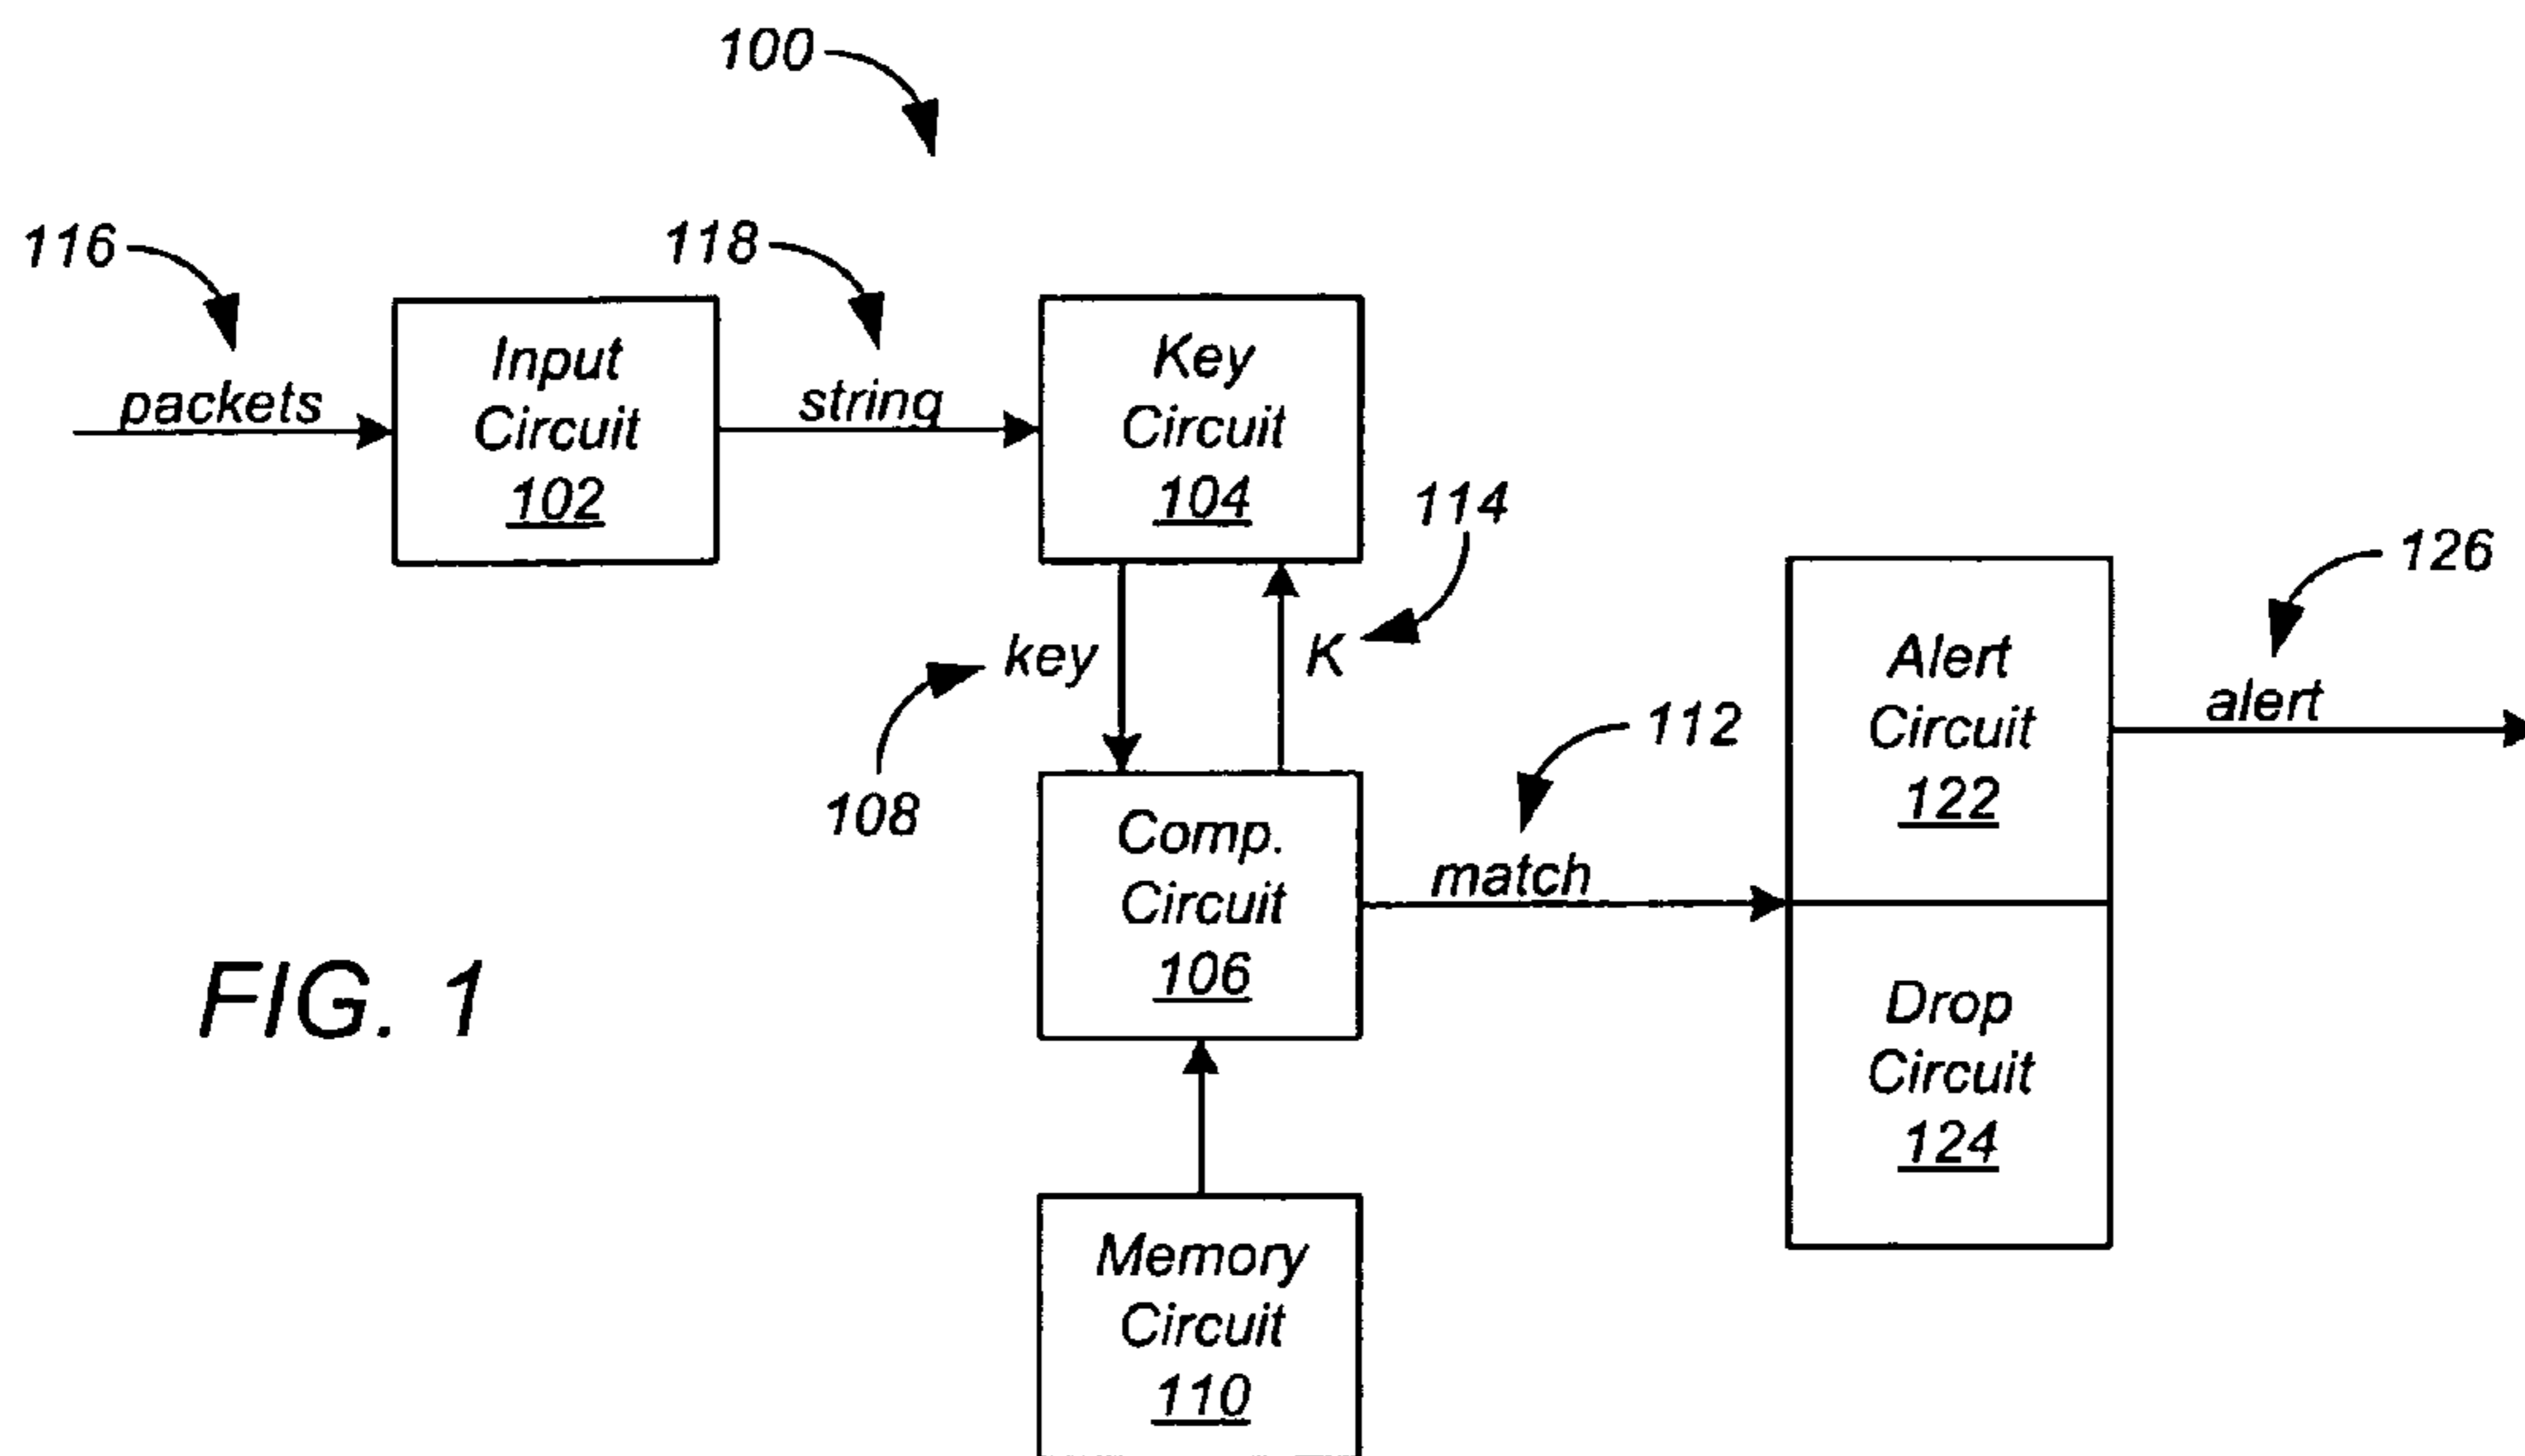 100
116
118
packets
Input
Circuit
102
string
Key
Circuit
104
114
key
K
108
126
Alert
Circuit
122
alert
112
Comp.
Circuit
106
match
Drop
Circuit
124
FIG. 1
Memory
Circuit
110